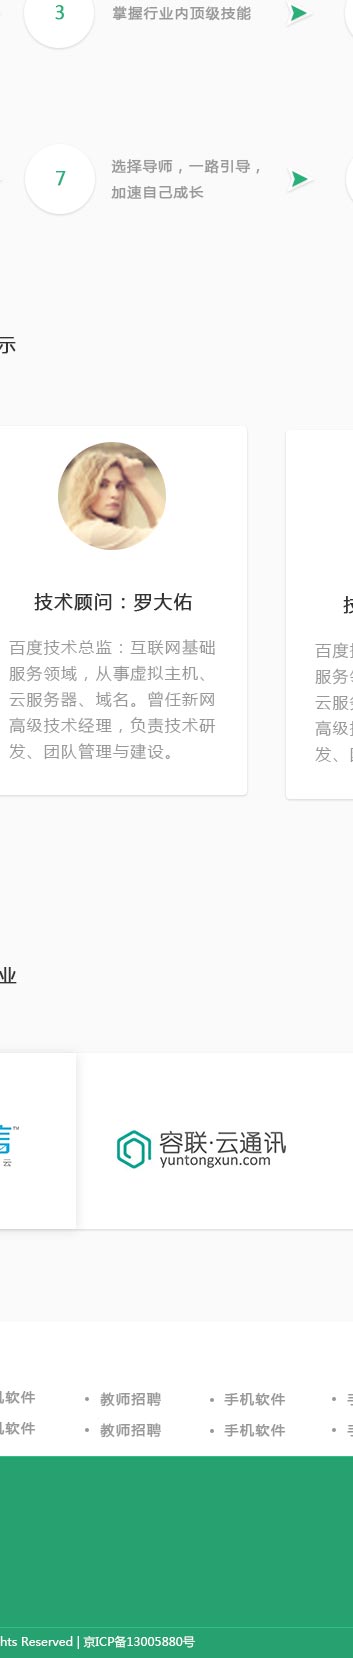 3
掌握行业内顶级技能
7
选择导师，一路引导，
加速自己成长
示
技术顾问：罗大佑
百度技术总监：互联网基础
服务领域，从事虚拟主机、
云服务器、域名。曾任新网
高级技术经理，负责技术研
发、团队管理与建设。
百度
服务
云服
高级
发、
业
信™
云
容联·云通讯
yuntongxun.com
软件
教师招聘
手机软件
软件
教师招聘
手机软件
hts Reserved | 京ICP备13005880号